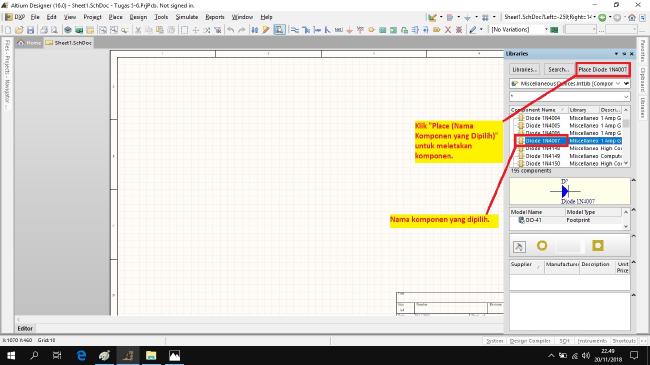 Altium Designer (16.0) - Sheet1.SchDoc - Tugas 1-6.PrjPcb. Not signed in.
DXP File Edit View Project Place Design Tools Simulate Reports Window Help
Sheet1.SchDoc?Left=-259;Right=14
[No Variations]
Home Sheet1.SchDoc
Files
Projects
Navigator
Libraries
Favorites
Clipboard
Libraries
Libraries... Search... Place Diode 1N4007
Miscellaneous Devices.IntLib [Compor
*
Component Name Library Descri...
Diode 1N4004 Miscellaneo 1 Amp G
Diode 1N4005 Miscellaneo 1 Amp G
Diode 1N4006 Miscellaneo 1 Amp G
Diode 1N4007 Miscellaneo 1 Amp G
Diode 1N4148 Miscellaneo High Co
Diode 1N4149 Miscellaneo Compute
Diode 1N4150 Miscellaneo High Co
195 components
Klik "Place (Nama
Komponen yang Dipilih)"
untuk meletakan
komponen.
Nama komponen yang dipilih.
D?
Diode 1N4007
Model Name Model Type
DO-41 Footprint
Supplier Manufacturer Description Unit
Price
Title
Size Number Revision
A4
Editor
X:1070 Y:460 Grid:10
System Design Compiler SCH Instruments Shortcuts
22.49
20/11/2018